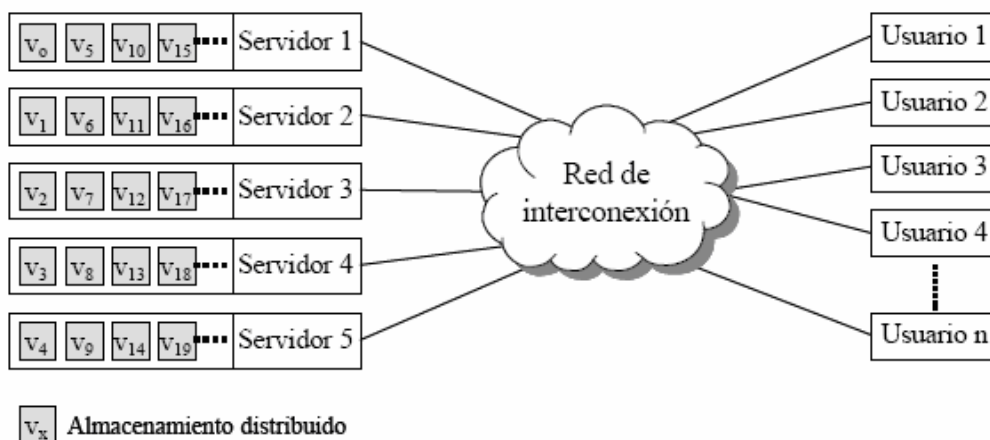 v₀ v₅ v₁₀ v₁₅ Servidor 1
v₁ v₆ v₁₁ v₁₆ Servidor 2
v₂ v₇ v₁₂ v₁₇ Servidor 3
v₃ v₈ v₁₃ v₁₈ Servidor 4
v₄ v₉ v₁₄ v₁₉ Servidor 5
Red de
interconexión
Usuario 1
Usuario 2
Usuario 3
Usuario 4
Usuario n
vₓ Almacenamiento distribuido